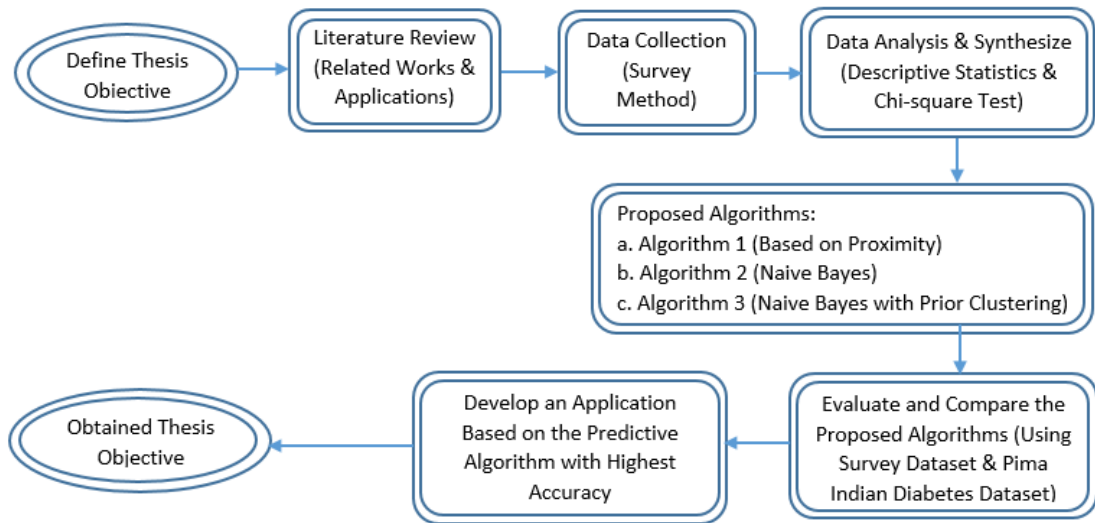 Define Thesis
Objective
Literature Review
(Related Works &
Applications)
Data Collection
(Survey
Method)
Data Analysis & Synthesize
(Descriptive Statistics &
Chi-square Test)
Proposed Algorithms:
a. Algorithm 1 (Based on Proximity)
b. Algorithm 2 (Naive Bayes)
c. Algorithm 3 (Naive Bayes with Prior Clustering)
Evaluate and Compare the
Proposed Algorithms (Using
Survey Dataset & Pima
Indian Diabetes Dataset)
Develop an Application
Based on the Predictive
Algorithm with Highest
Accuracy
Obtained Thesis
Objective